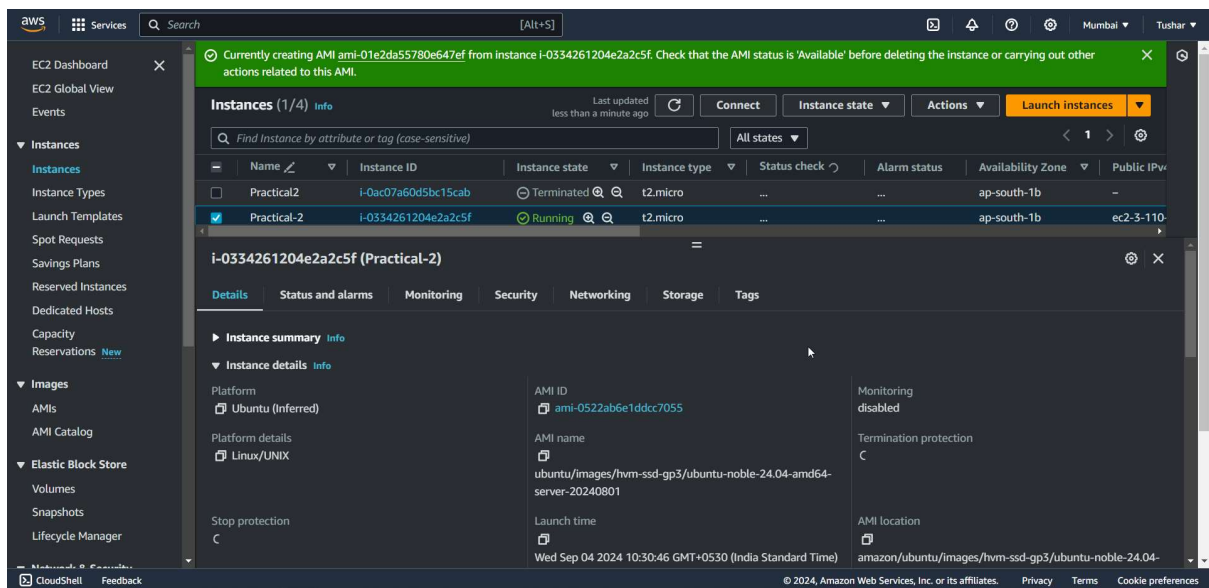 aws
Services
Search
[Alt+S]
Mumbai ▼
Tushar ▼
EC2 Dashboard
EC2 Global View
Events
Instances
Instances
Instance Types
Launch Templates
Spot Requests
Savings Plans
Reserved Instances
Dedicated Hosts
Capacity
Reservations New
Images
AMIs
AMI Catalog
Elastic Block Store
Volumes
Snapshots
Lifecycle Manager
Network & Security
Currently creating AMI ami-01e2da55780e647ef from instance i-0334261204e2a2c5f. Check that the AMI status is 'Available' before deleting the instance or carrying out other
actions related to this AMI.
Instances (1/4) Info
Last updated
less than a minute ago
Connect
Instance state ▼
Actions ▼
Launch instances ▼
Find Instance by attribute or tag (case-sensitive)
All states ▼
< 1 >
Name Instance ID Instance state Instance type Status check Alarm status Availability Zone Public IPv4
Practical2 i-0ac07a60d5bc15cab Terminated t2.micro ... ... ap-south-1b –
Practical-2 i-0334261204e2a2c5f Running t2.micro ... ... ap-south-1b ec2-3-110-
i-0334261204e2a2c5f (Practical-2)
Details Status and alarms Monitoring Security Networking Storage Tags
Instance summary Info
Instance details Info
Platform
Ubuntu (Inferred)
AMI ID
ami-0522ab6e1ddcc7055
Monitoring
disabled
Platform details
Linux/UNIX
AMI name
ubuntu/images/hvm-ssd-gp3/ubuntu-noble-24.04-amd64-
server-20240801
Termination protection
C
Stop protection
C
Launch time
Wed Sep 04 2024 10:30:46 GMT+0530 (India Standard Time)
AMI location
amazon/ubuntu/images/hvm-ssd-gp3/ubuntu-noble-24.04-
CloudShell Feedback
© 2024, Amazon Web Services, Inc. or its affiliates. Privacy Terms Cookie preferences